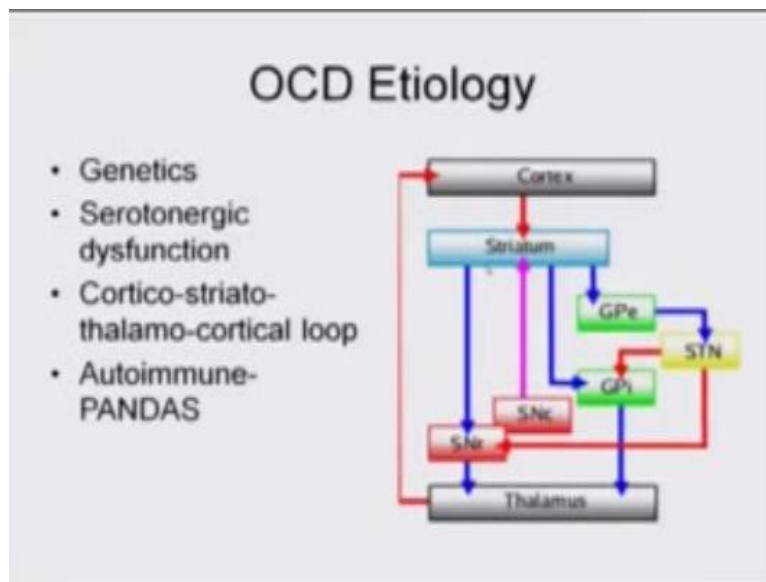 OCD Etiology
• Genetics
• Serotonergic
dysfunction
• Cortico-striato-
thalamo-cortical loop
• Autoimmune-
PANDAS
Cortex
Striatum
GPe
STN
GPi
SNc
SNr
Thalamus